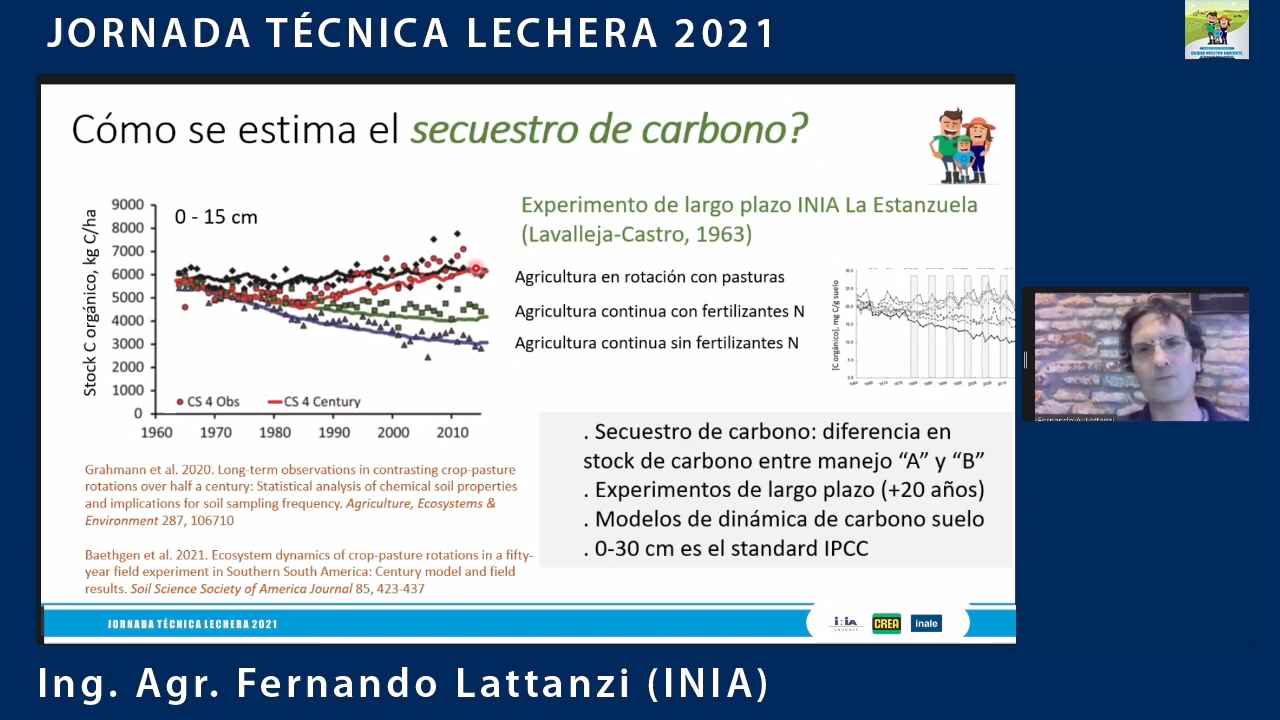 JORNADA TÉCNICA LECHERA 2021
Cómo se estima el secuestro de carbono?
Stock C orgánico, kg C/ha
9000
8000
7000
6000
5000
4000
3000
2000
1000
0
0 - 15 cm
CS 4 Obs
CS 4 Century
1960
1970
1980
1990
2000
2010
Experimento de largo plazo INIA La Estanzuela
(Lavalleja-Castro, 1963)
Agricultura en rotación con pasturas
Agricultura continua con fertilizantes N
Agricultura continua sin fertilizantes N
[C orgánico], mg C/g suelo
Grahmann et al. 2020. Long-term observations in contrasting crop-pasture
rotations over half a century: Statistical analysis of chemical soil properties
and implications for soil sampling frequency. Agriculture, Ecosystems &
Environment 287, 106710
Baethgen et al. 2021. Ecosystem dynamics of crop-pasture rotations in a fifty-
year field experiment in Southern South America: Century model and field
results. Soil Science Society of America Journal 85, 423-437
. Secuestro de carbono: diferencia en
stock de carbono entre manejo “A” y “B”
. Experimentos de largo plazo (+20 años)
. Modelos de dinámica de carbono suelo
. 0-30 cm es el standard IPCC
JORNADA TÉCNICA LECHERA 2021
inia
URUGUAY
CREA
inale
Fernando A. Lattanzi
Ing. Agr. Fernando Lattanzi (INIA)